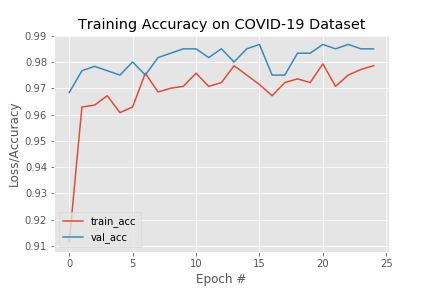 Training Accuracy on COVID-19 Dataset
Loss/Accuracy
0.99
0.98
0.97
0.96
0.95
0.94
0.93
0.92
0.91
train_acc
val_acc
0 5 10 15 20 25
Epoch #